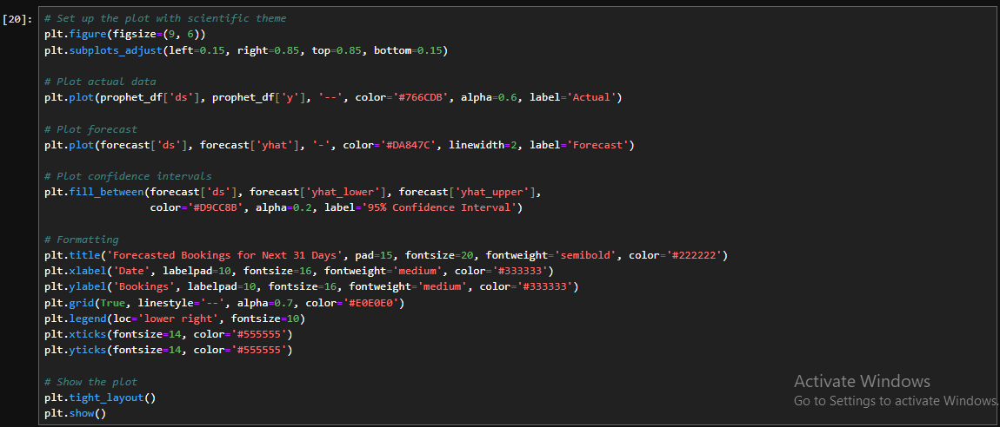 [20]: # Set up the plot with scientific theme
plt.figure(figsize=(9, 6))
plt.subplots_adjust(left=0.15, right=0.85, top=0.85, bottom=0.15)

# Plot actual data
plt.plot(prophet_df['ds'], prophet_df['y'], '--', color='#766CDB', alpha=0.6, label='Actual')

# Plot forecast
plt.plot(forecast['ds'], forecast['yhat'], '-', color='#DA847C', linewidth=2, label='Forecast')

# Plot confidence intervals
plt.fill_between(forecast['ds'], forecast['yhat_lower'], forecast['yhat_upper'],
                 color='#D9CC8B', alpha=0.2, label='95% Confidence Interval')

# Formatting
plt.title('Forecasted Bookings for Next 31 Days', pad=15, fontsize=20, fontweight='semibold', color='#222222')
plt.xlabel('Date', labelpad=10, fontsize=16, fontweight='medium', color='#333333')
plt.ylabel('Bookings', labelpad=10, fontsize=16, fontweight='medium', color='#333333')
plt.grid(True, linestyle='--', alpha=0.7, color='#E0E0E0')
plt.legend(loc='lower right', fontsize=10)
plt.xticks(fontsize=14, color='#555555')
plt.yticks(fontsize=14, color='#555555')

# Show the plot
plt.tight_layout()
plt.show()
Activate Windows
Go to Settings to activate Windows.